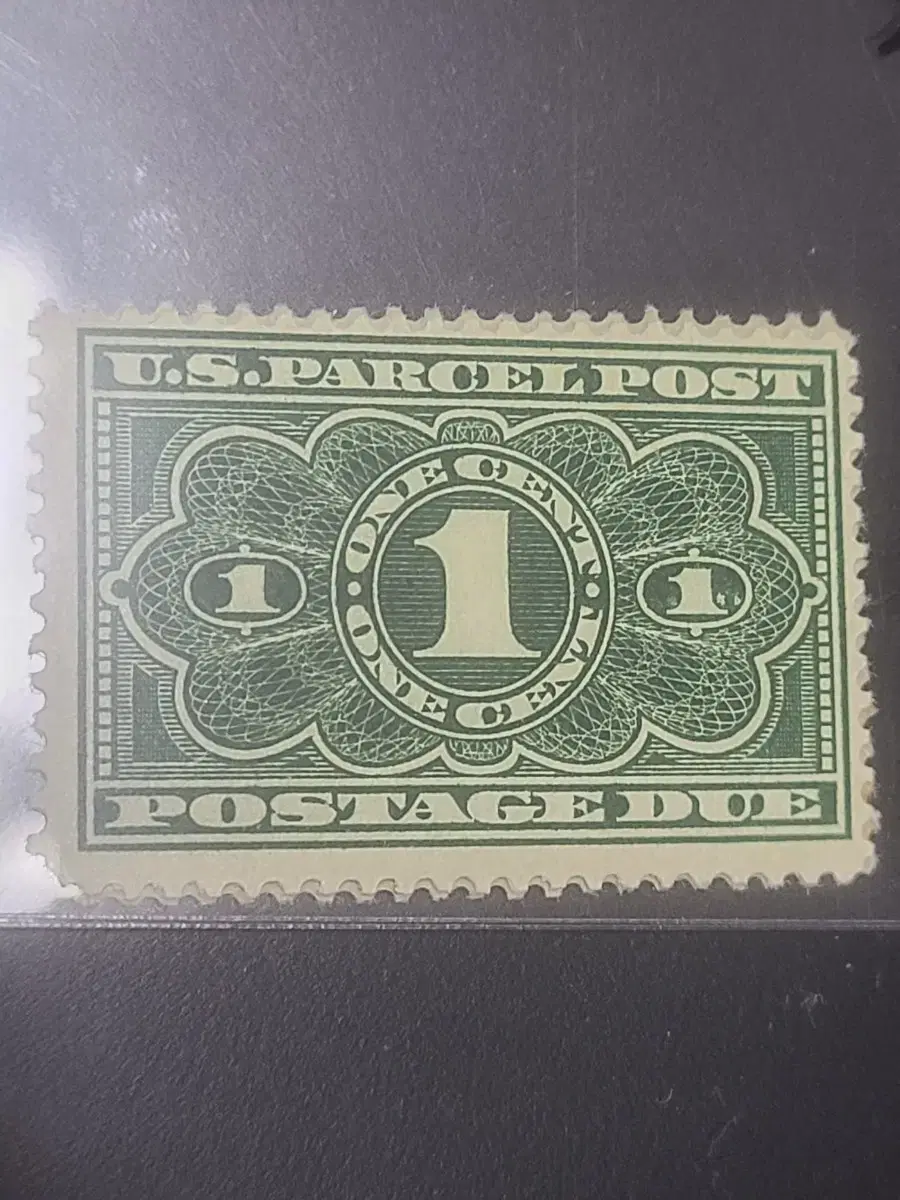 U.S. PARCEL POST
· ONE CENT · ONE CENT
1 1 1
POSTAGE DUE